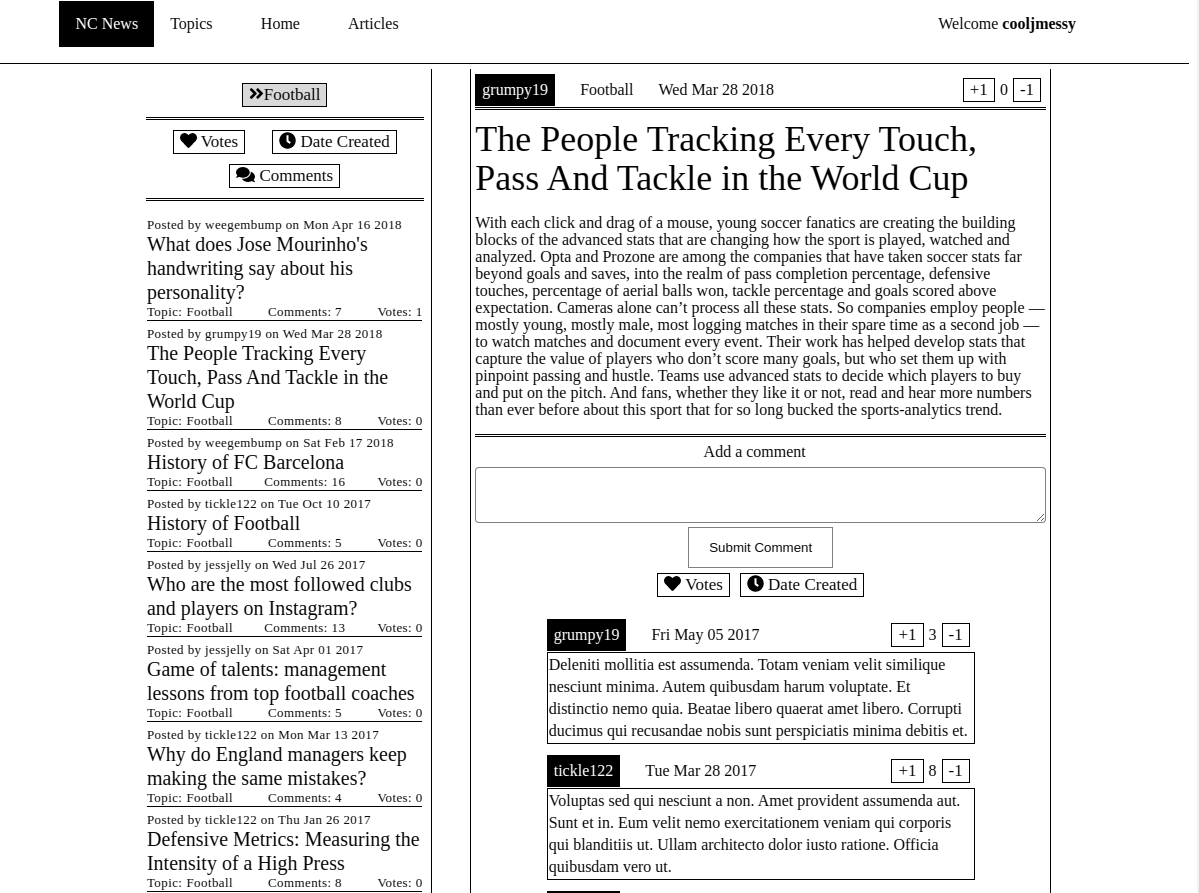 NC News
Topics
Home
Articles
Welcome cooljmessy
Football
Votes
Date Created
Comments
Posted by weegembump on Mon Apr 16 2018
What does Jose Mourinho's
handwriting say about his
personality?
Topic: Football Comments: 7 Votes: 1
Posted by grumpy19 on Wed Mar 28 2018
The People Tracking Every
Touch, Pass And Tackle in the
World Cup
Topic: Football Comments: 8 Votes: 0
Posted by weegembump on Sat Feb 17 2018
History of FC Barcelona
Topic: Football Comments: 16 Votes: 0
Posted by tickle122 on Tue Oct 10 2017
History of Football
Topic: Football Comments: 5 Votes: 0
Posted by jessjelly on Wed Jul 26 2017
Who are the most followed clubs
and players on Instagram?
Topic: Football Comments: 13 Votes: 0
Posted by jessjelly on Sat Apr 01 2017
Game of talents: management
lessons from top football coaches
Topic: Football Comments: 5 Votes: 0
Posted by tickle122 on Mon Mar 13 2017
Why do England managers keep
making the same mistakes?
Topic: Football Comments: 4 Votes: 0
Posted by tickle122 on Thu Jan 26 2017
Defensive Metrics: Measuring the
Intensity of a High Press
Topic: Football Comments: 8 Votes: 0
grumpy19 Football Wed Mar 28 2018 +1 0 -1
The People Tracking Every Touch,
Pass And Tackle in the World Cup
With each click and drag of a mouse, young soccer fanatics are creating the building
blocks of the advanced stats that are changing how the sport is played, watched and
analyzed. Opta and Prozone are among the companies that have taken soccer stats far
beyond goals and saves, into the realm of pass completion percentage, defensive
touches, percentage of aerial balls won, tackle percentage and goals scored above
expectation. Cameras alone can’t process all these stats. So companies employ people —
mostly young, mostly male, most logging matches in their spare time as a second job —
to watch matches and document every event. Their work has helped develop stats that
capture the value of players who don’t score many goals, but who set them up with
pinpoint passing and hustle. Teams use advanced stats to decide which players to buy
and put on the pitch. And fans, whether they like it or not, read and hear more numbers
than ever before about this sport that for so long bucked the sports-analytics trend.
Add a comment
Submit Comment
Votes
Date Created
grumpy19 Fri May 05 2017 +1 3 -1
Deleniti mollitia est assumenda. Totam veniam velit similique
nesciunt minima. Autem quibusdam harum voluptate. Et
distinctio nemo quia. Beatae libero quaerat amet libero. Corrupti
ducimus qui recusandae nobis sunt perspiciatis minima debitis et.
tickle122 Tue Mar 28 2017 +1 8 -1
Voluptas sed qui nesciunt a non. Amet provident assumenda aut.
Sunt et in. Eum velit nemo exercitationem veniam qui corporis
qui blanditiis ut. Ullam architecto dolor iusto ratione. Officia
quibusdam vero ut.